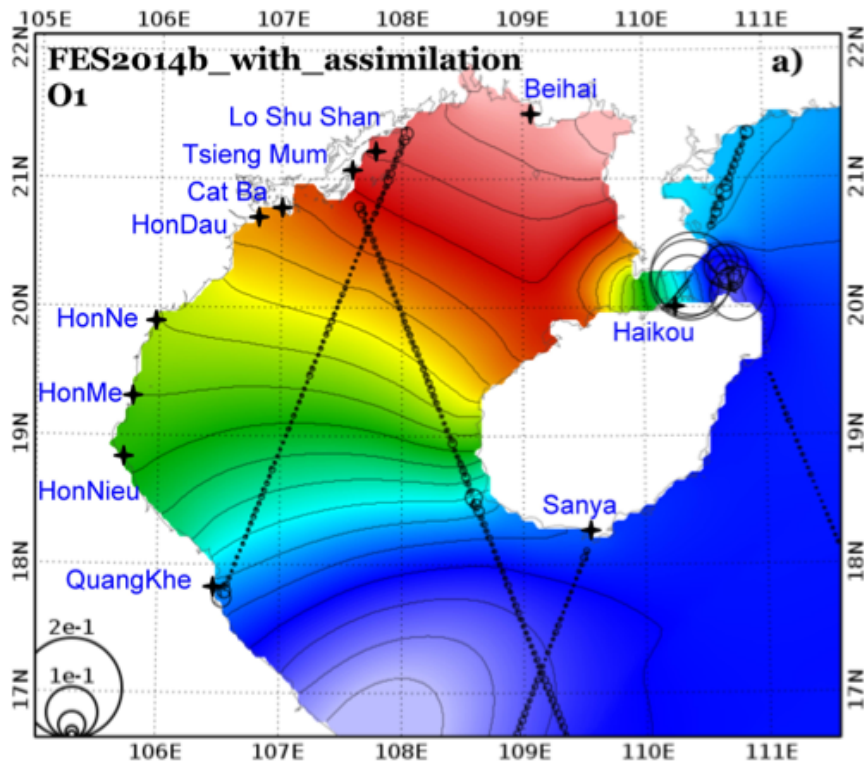 105E 106E 107E 108E 109E 110E 111E
22N 22N
FES2014b_with_assimilation a)
O1
Beihai
Lo Shu Shan
Tsieng Mum
21N 21N
Cat Ba
HonDau
20N 20N
HonNe
Haikou
HonMe
19N 19N
HonNieu
Sanya
18N 18N
QuangKhe
2e-1
1e-1
17N 17N
106E 107E 108E 109E 110E 111E